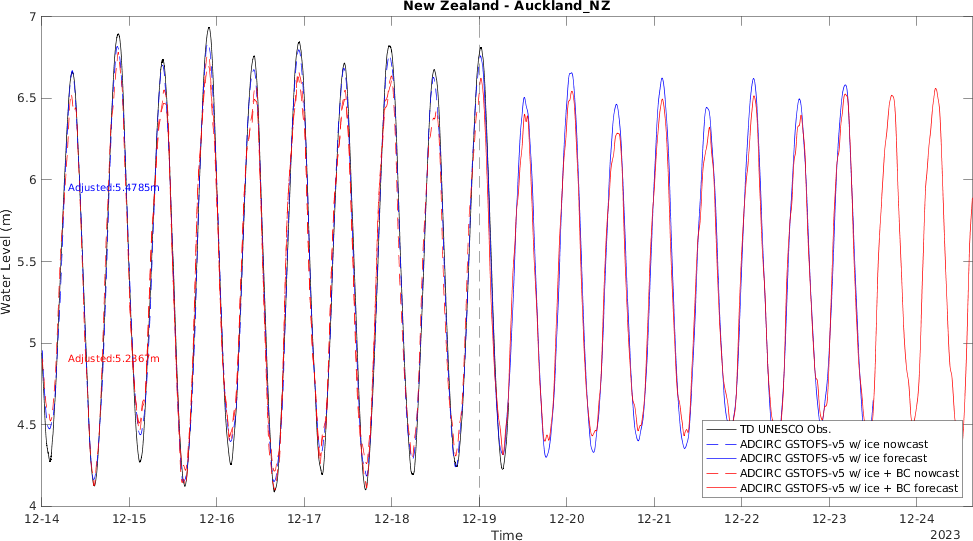 New Zealand - Auckland_NZ
7
6.5
6
5.5
5
4.5
4
Water Level (m)
Adjusted:5.4785m
Adjusted:5.2367m
TD UNESCO Obs.
ADCIRC GSTOFS-v5 w/ ice nowcast
ADCIRC GSTOFS-v5 w/ ice forecast
ADCIRC GSTOFS-v5 w/ ice + BC nowcast
ADCIRC GSTOFS-v5 w/ ice + BC forecast
12-14 12-15 12-16 12-17 12-18 12-19 12-20 12-21 12-22 12-23 12-24
Time
2023